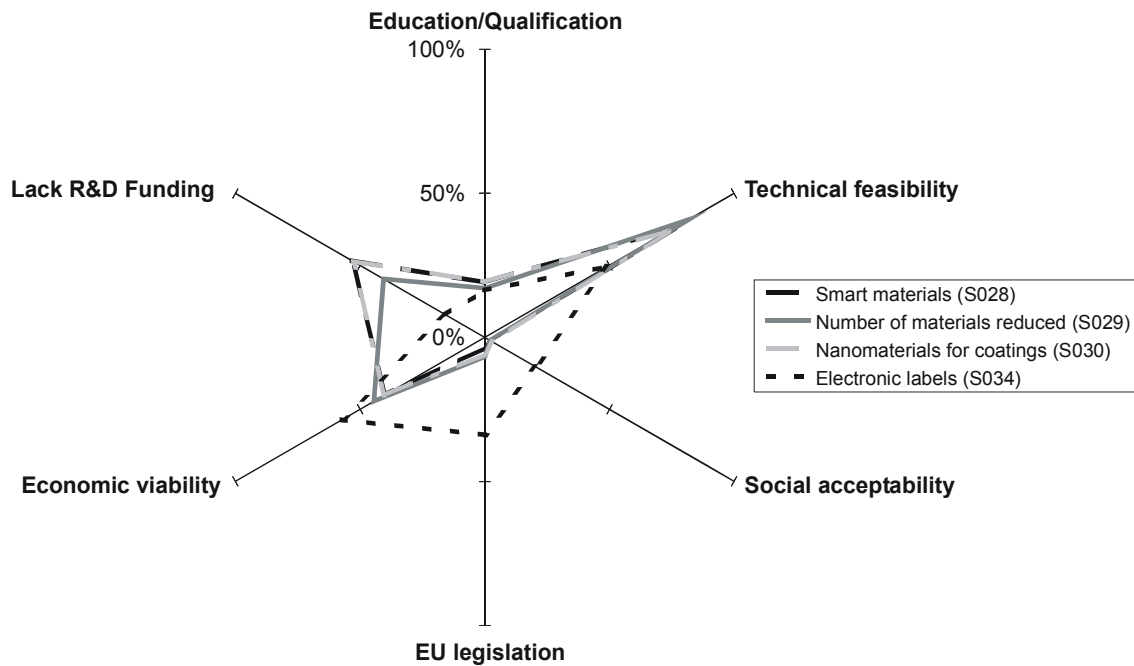 Education/Qualification
100%
Lack R&D Funding
50%
Technical feasibility
0%
Smart materials (S028)
Number of materials reduced (S029)
Nanomaterials for coatings (S030)
Electronic labels (S034)
Economic viability
Social acceptability
EU legislation